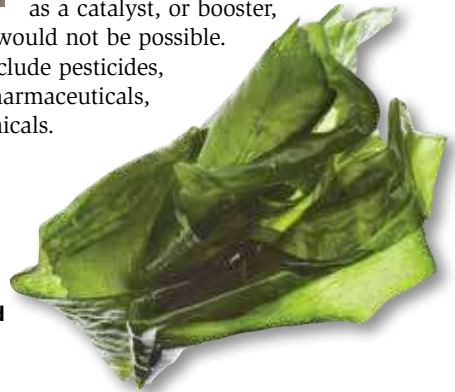 as a catalyst, or booster,
would not be possible.
clude pesticides,
harmaceuticals,
icals.
d